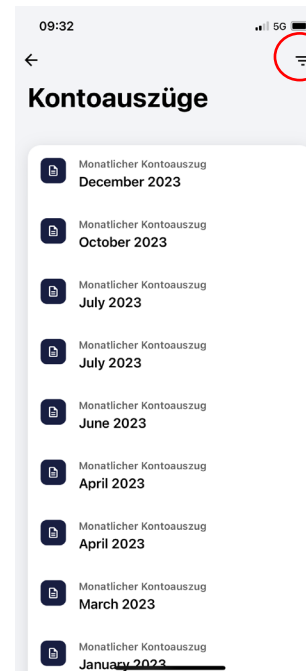 09:32
5G
Kontoauszüge
Monatlicher Kontoauszug
December 2023
Monatlicher Kontoauszug
October 2023
Monatlicher Kontoauszug
July 2023
Monatlicher Kontoauszug
July 2023
Monatlicher Kontoauszug
June 2023
Monatlicher Kontoauszug
April 2023
Monatlicher Kontoauszug
April 2023
Monatlicher Kontoauszug
March 2023
Monatlicher Kontoauszug
January 2023